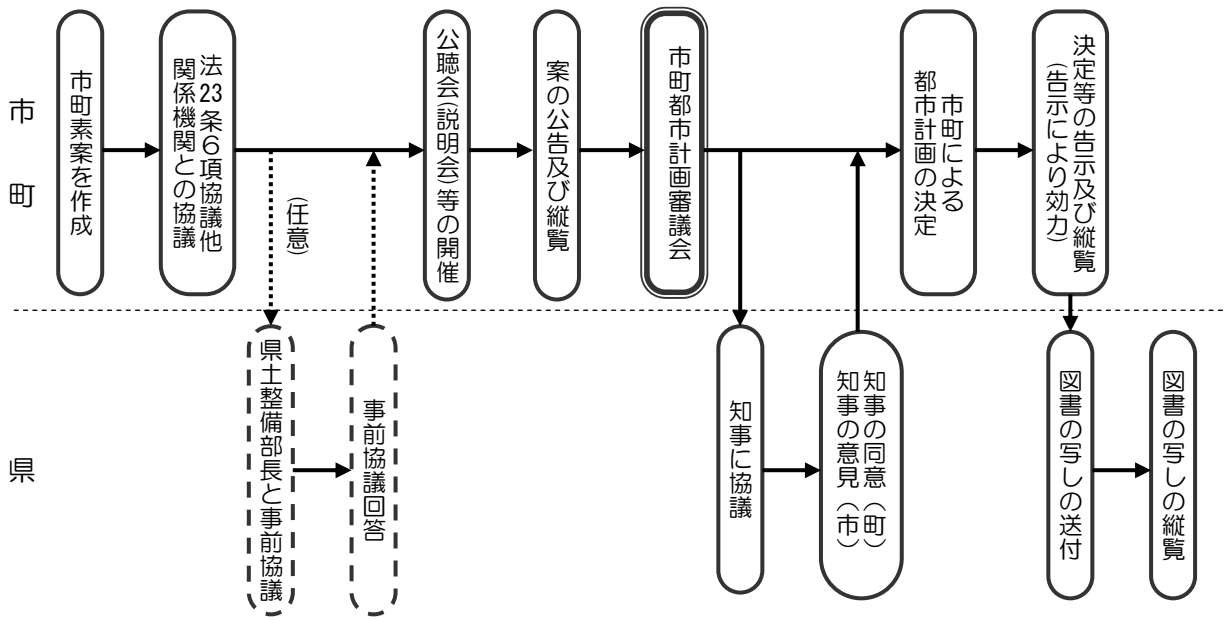 市町
市町素案を作成
法23条6項協議他
関係機関との協議
(任意)
公聴会(説明会)等の開催
案の公告及び縦覧
市町都市計画審議会
市町による
都市計画の決定
決定等の告示及び縦覧
(告示により効力)
県
県土整備部長と事前協議
事前協議回答
知事に協議
知事の同意(町)
知事の意見(市)
図書の写しの送付
図書の写しの縦覧